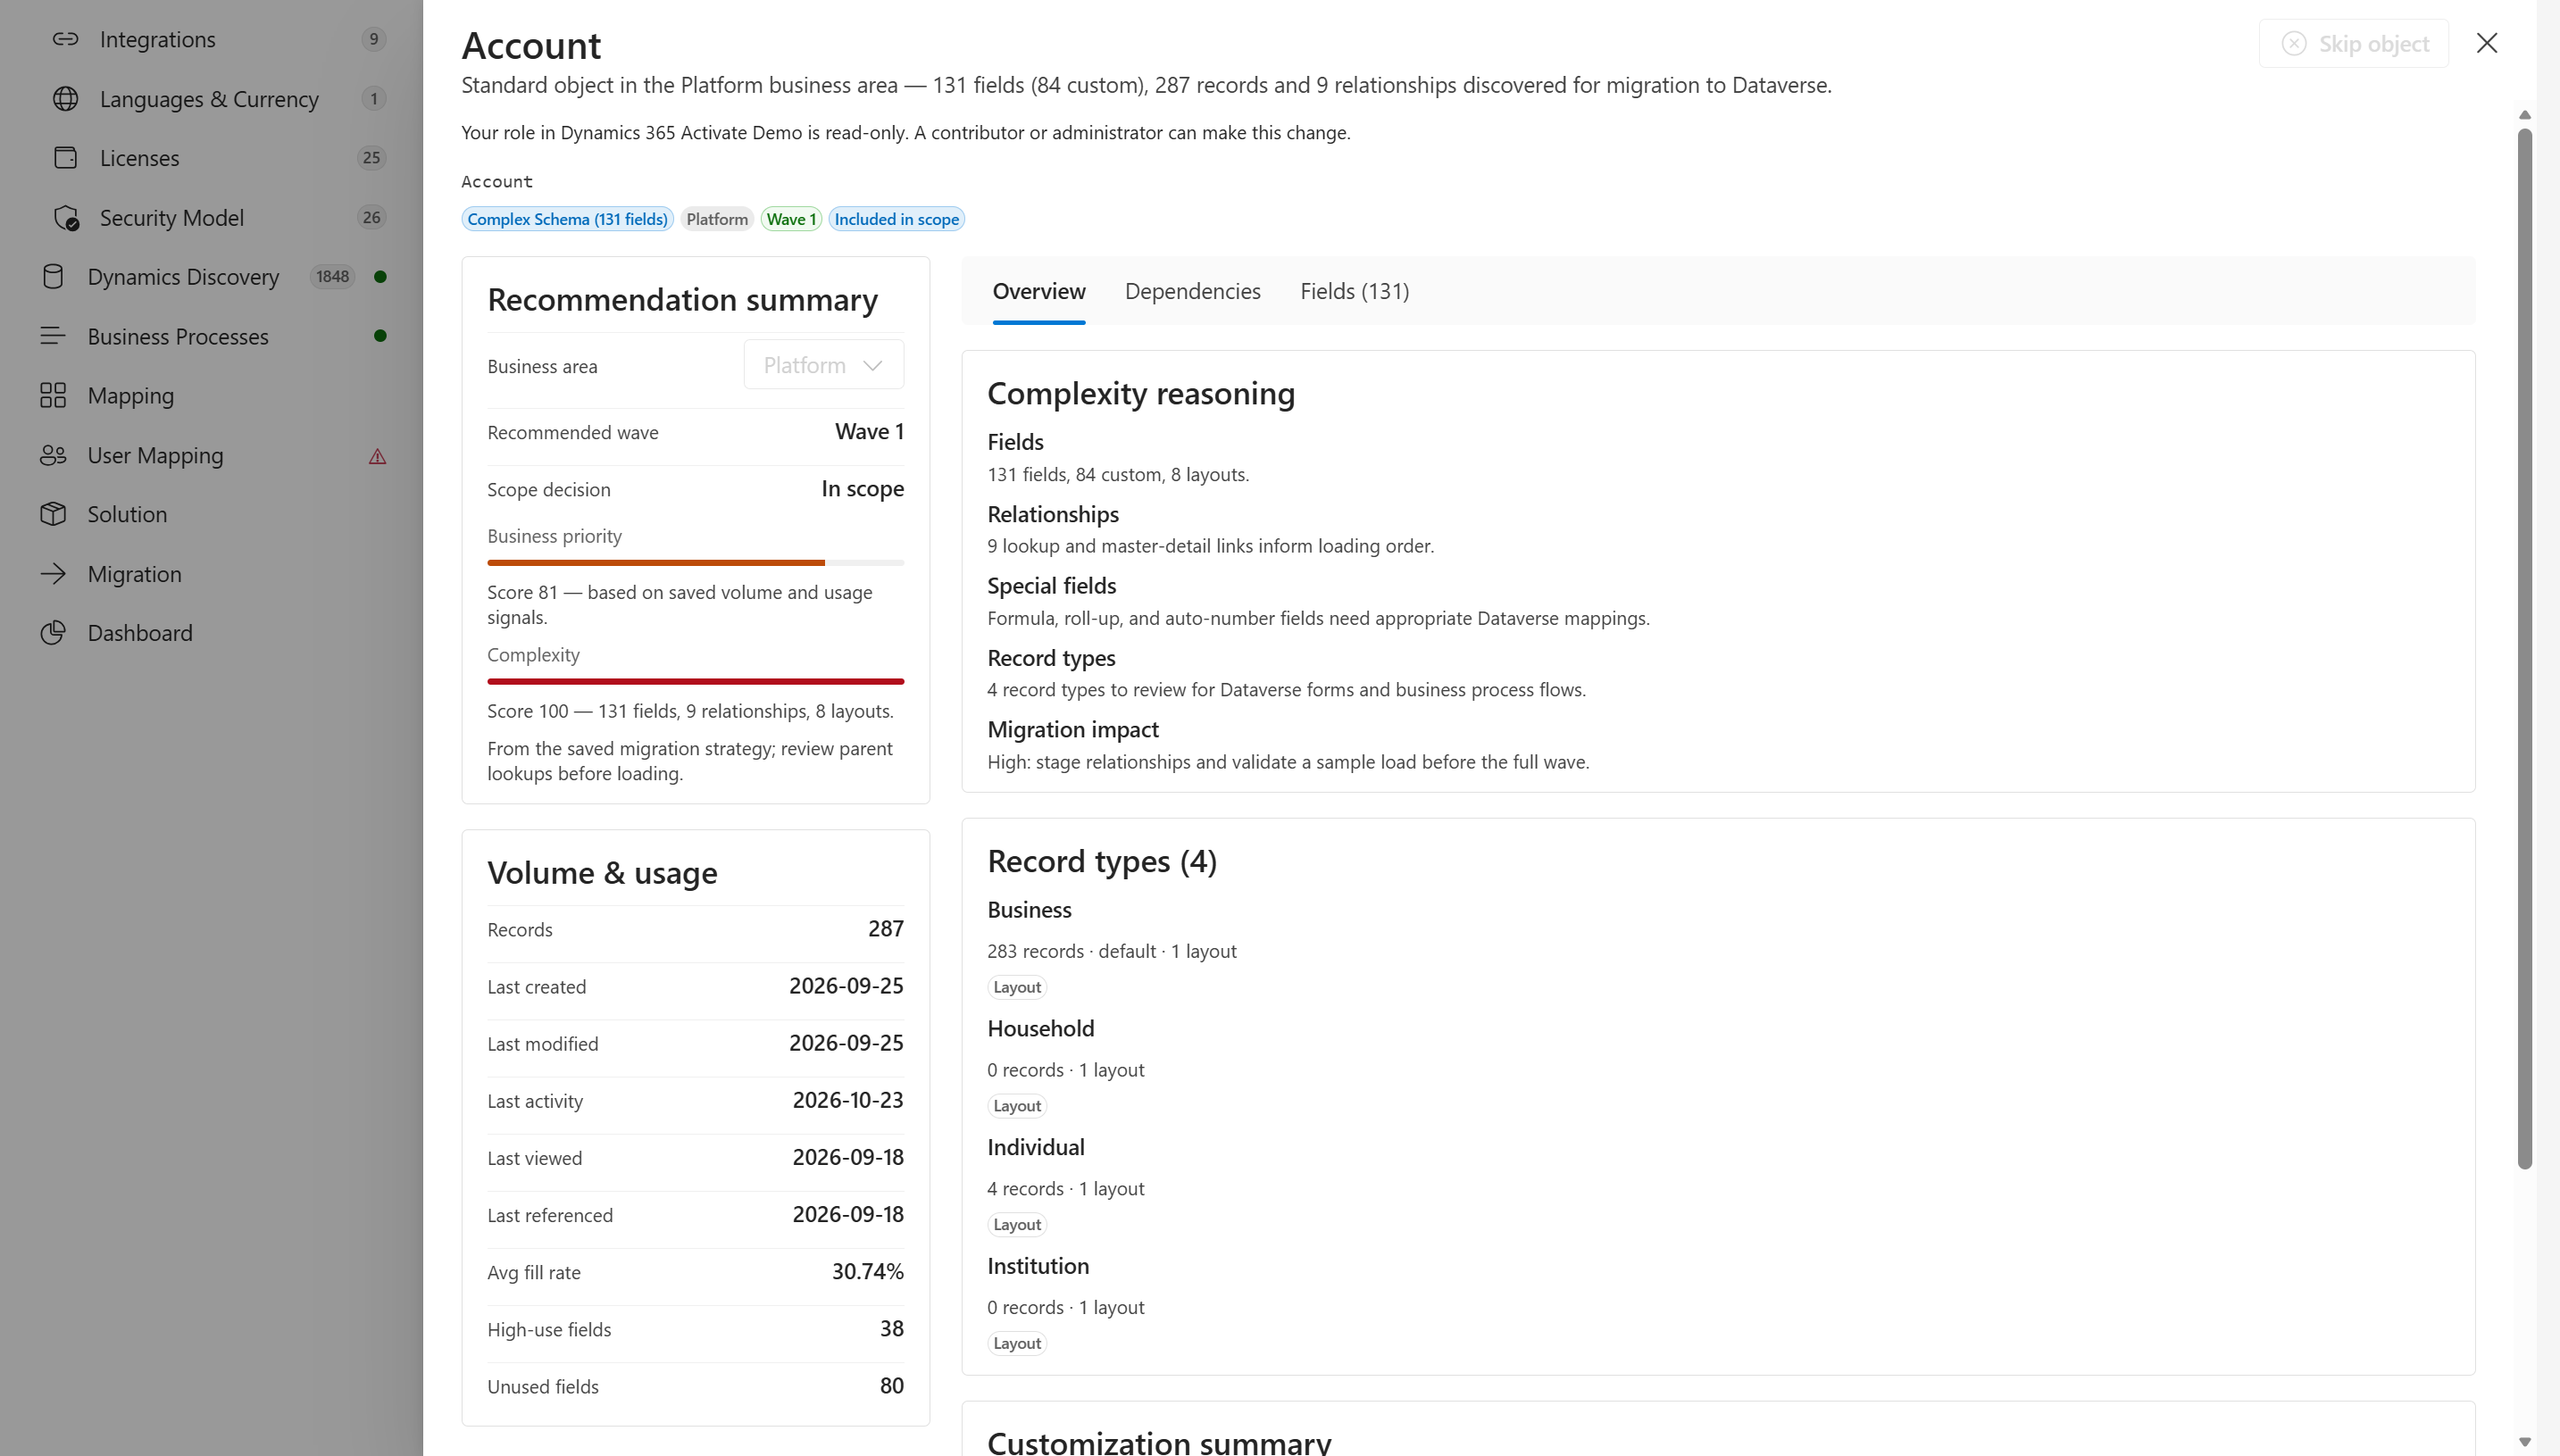 Integrations 9
Languages & Currency 1
Licenses 25
Security Model 26
Dynamics Discovery 1848
Business Processes
Mapping
User Mapping
Solution
Migration
Dashboard
Account
Skip object
Standard object in the Platform business area — 131 fields (84 custom), 287 records and 9 relationships discovered for migration to Dataverse.
Your role in Dynamics 365 Activate Demo is read-only. A contributor or administrator can make this change.
Account
Complex Schema (131 fields) Platform Wave 1 Included in scope
Recommendation summary
Business area Platform
Recommended wave Wave 1
Scope decision In scope
Business priority
Score 81 — based on saved volume and usage
signals.
Complexity
Score 100 — 131 fields, 9 relationships, 8 layouts.
From the saved migration strategy; review parent
lookups before loading.
Volume & usage
Records 287
Last created 2026-09-25
Last modified 2026-09-25
Last activity 2026-10-23
Last viewed 2026-09-18
Last referenced 2026-09-18
Avg fill rate 30.74%
High-use fields 38
Unused fields 80
Overview Dependencies Fields (131)
Complexity reasoning
Fields
131 fields, 84 custom, 8 layouts.
Relationships
9 lookup and master-detail links inform loading order.
Special fields
Formula, roll-up, and auto-number fields need appropriate Dataverse mappings.
Record types
4 record types to review for Dataverse forms and business process flows.
Migration impact
High: stage relationships and validate a sample load before the full wave.
Record types (4)
Business
283 records · default · 1 layout
Layout
Household
0 records · 1 layout
Layout
Individual
4 records · 1 layout
Layout
Institution
0 records · 1 layout
Layout
Customization summary